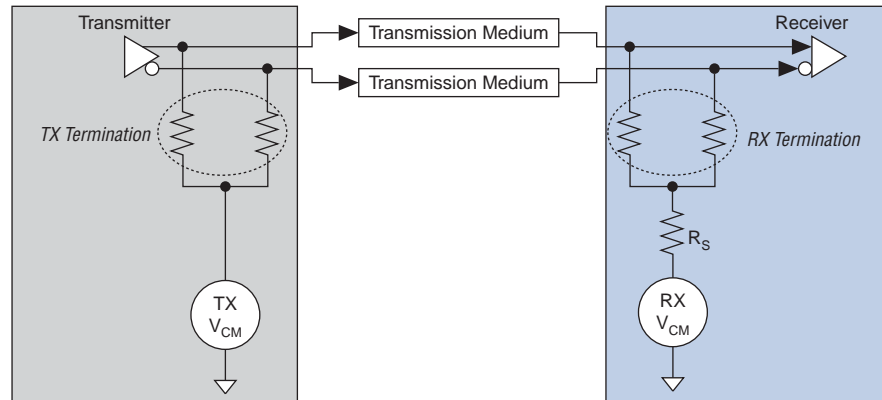 Transmitter
Transmission Medium
Receiver
Transmission Medium
TX Termination
RX Termination
RS
TX
VCM
RX
VCM